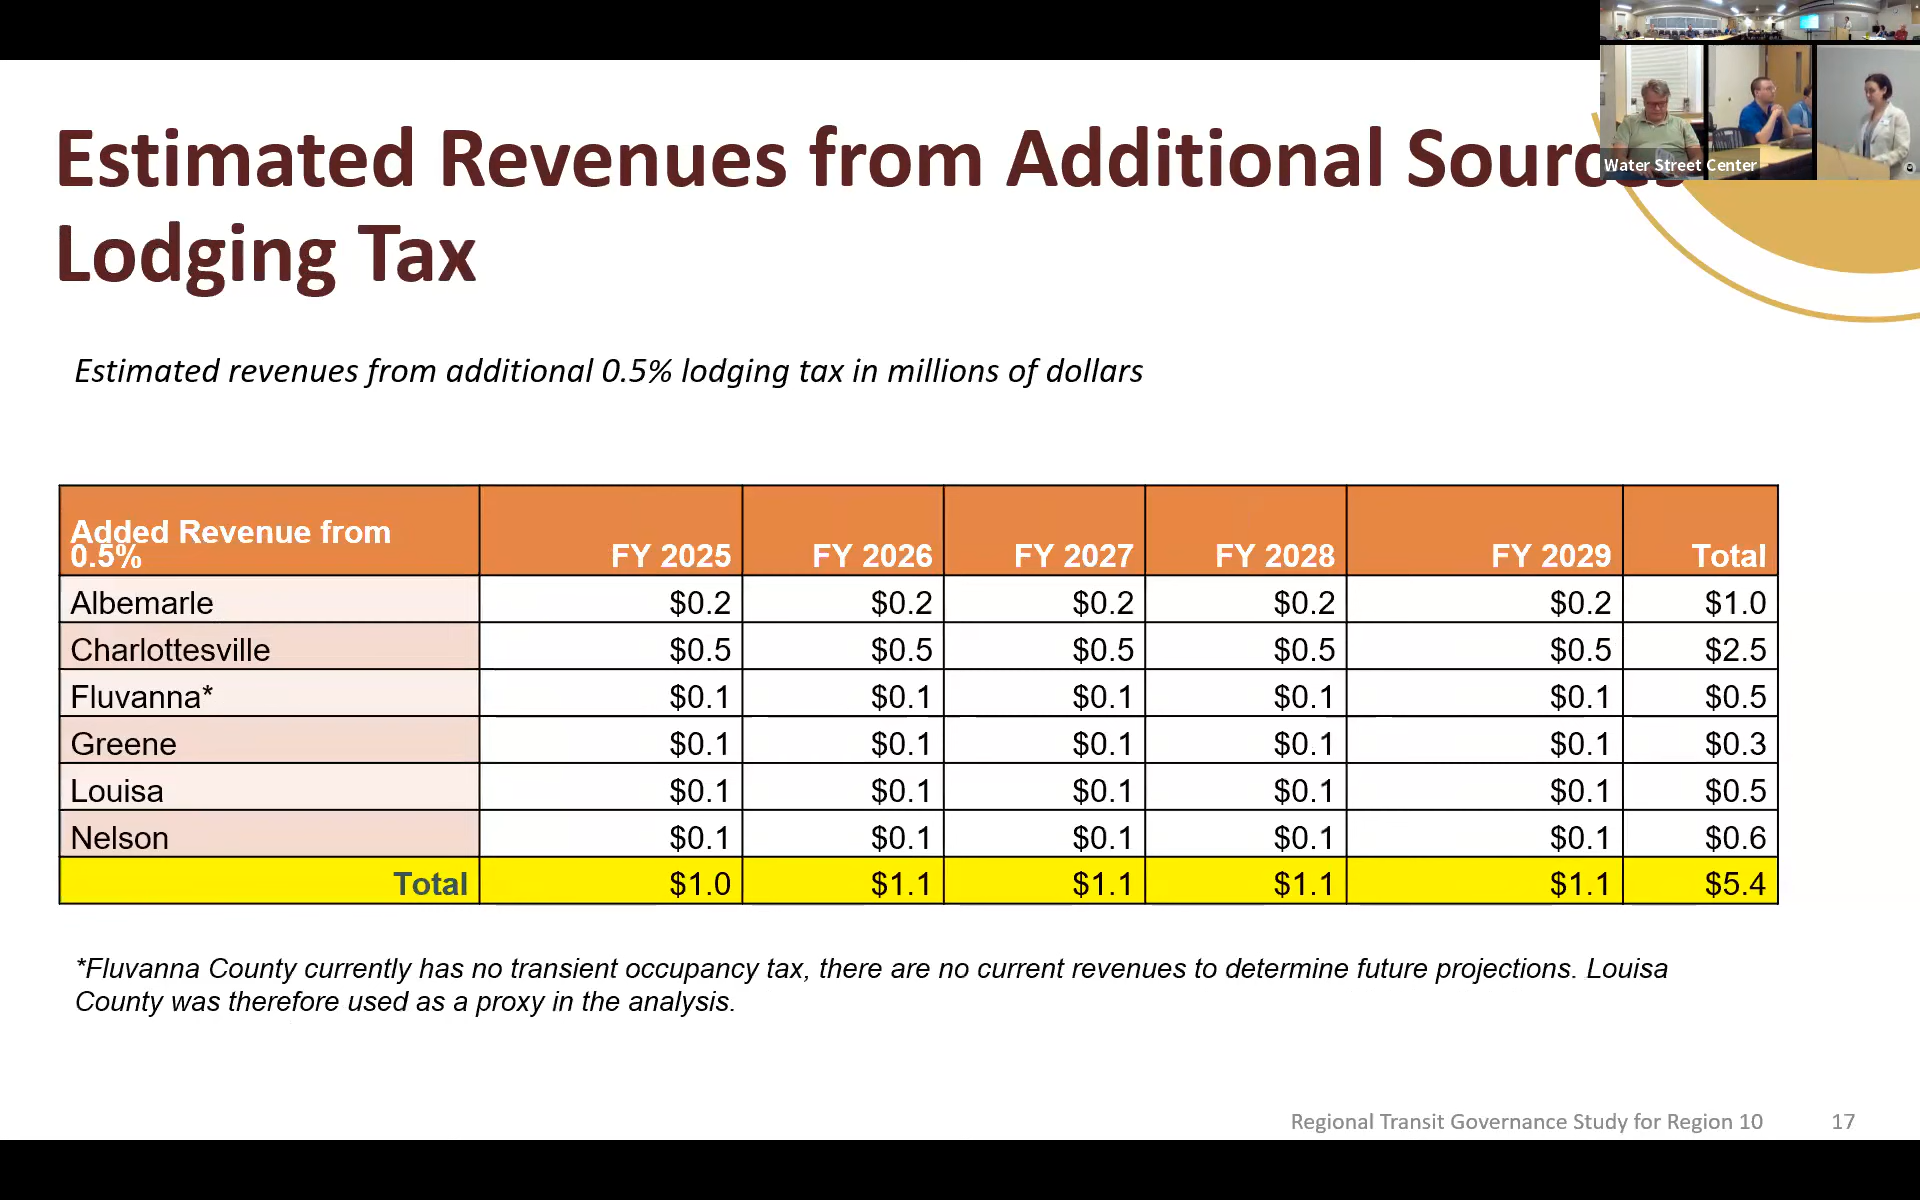 Estimated Revenues from Additional Sources
Lodging Tax
Water Street Center
Estimated revenues from additional 0.5% lodging tax in millions of dollars
Added Revenue from 0.5% FY 2025 FY 2026 FY 2027 FY 2028 FY 2029 Total
Albemarle $0.2 $0.2 $0.2 $0.2 $0.2 $1.0
Charlottesville $0.5 $0.5 $0.5 $0.5 $0.5 $2.5
Fluvanna* $0.1 $0.1 $0.1 $0.1 $0.1 $0.5
Greene $0.1 $0.1 $0.1 $0.1 $0.1 $0.3
Louisa $0.1 $0.1 $0.1 $0.1 $0.1 $0.5
Nelson $0.1 $0.1 $0.1 $0.1 $0.1 $0.6
Total $1.0 $1.1 $1.1 $1.1 $1.1 $5.4
*Fluvanna County currently has no transient occupancy tax, there are no current revenues to determine future projections. Louisa
County was therefore used as a proxy in the analysis.
Regional Transit Governance Study for Region 10 17